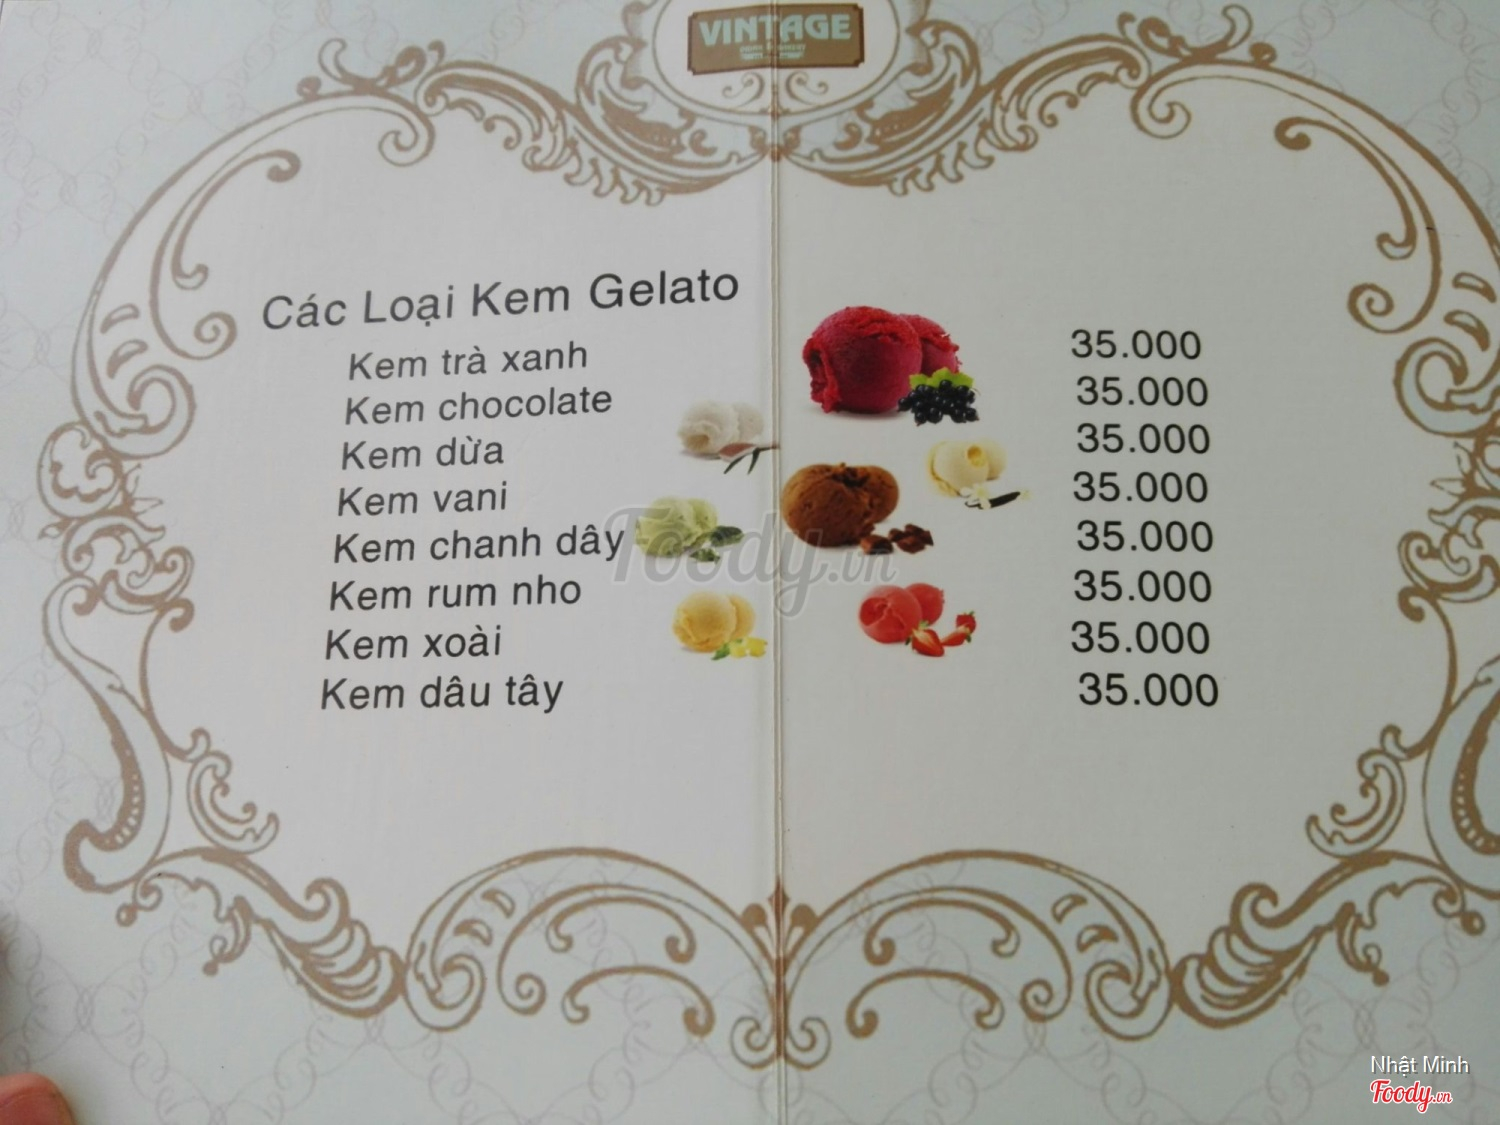 VINTAGE
Các Loại Kem Gelato
Kem trà xanh 35.000
Kem chocolate 35.000
Kem dừa 35.000
Kem vani 35.000
Kem chanh dây 35.000
Kem rum nho 35.000
Kem xoài 35.000
Kem dâu tây 35.000
Foody.vn
Nhật Minh
Foody.vn